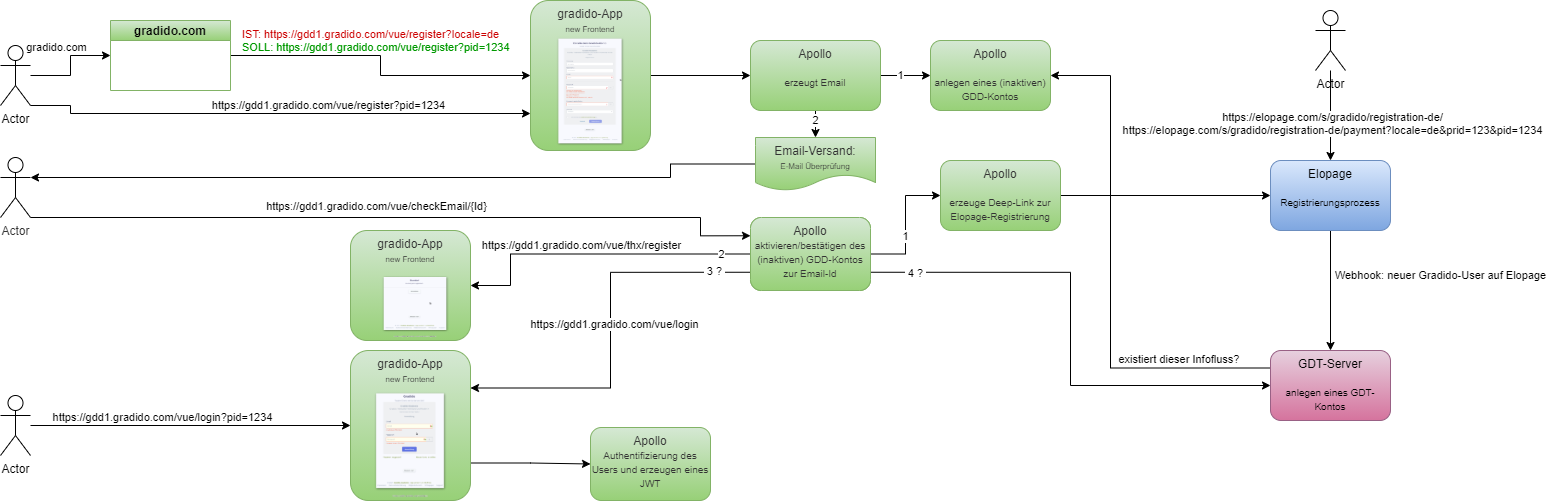 gradido.com
gradido.com
IST: https://gdd1.gradido.com/vue/register?locale=de
SOLL: https://gdd1.gradido.com/vue/register?pid=1234
Actor
https://gdd1.gradido.com/vue/register?pid=1234
gradido-App
new Frontend
Apollo
erzeugt Email
1
Apollo
anlegen eines (inaktiven)
GDD-Kontos
2
Email-Versand:
E-Mail Überprüfung
Actor
https://elopage.com/s/gradido/registration-de/
https://elopage.com/s/gradido/registration-de/payment?locale=de&prid=123&pid=1234
Elopage
Registrierungsprozess
Apollo
erzeuge Deep-Link zur
Elopage-Registrierung
Actor
https://gdd1.gradido.com/vue/checkEmail/{Id}
Apollo
aktivieren/bestätigen des
(inaktiven) GDD-Kontos
zur Email-Id
1
2
3 ?
4 ?
https://gdd1.gradido.com/vue/thx/register
gradido-App
new Frontend
Webhook: neuer Gradido-User auf Elopage
https://gdd1.gradido.com/vue/login
existiert dieser Infofluss?
GDT-Server
anlegen eines GDT-
Kontos
gradido-App
new Frontend
https://gdd1.gradido.com/vue/login?pid=1234
Actor
Apollo
Authentifizierung des
Users und erzeugen eines
JWT